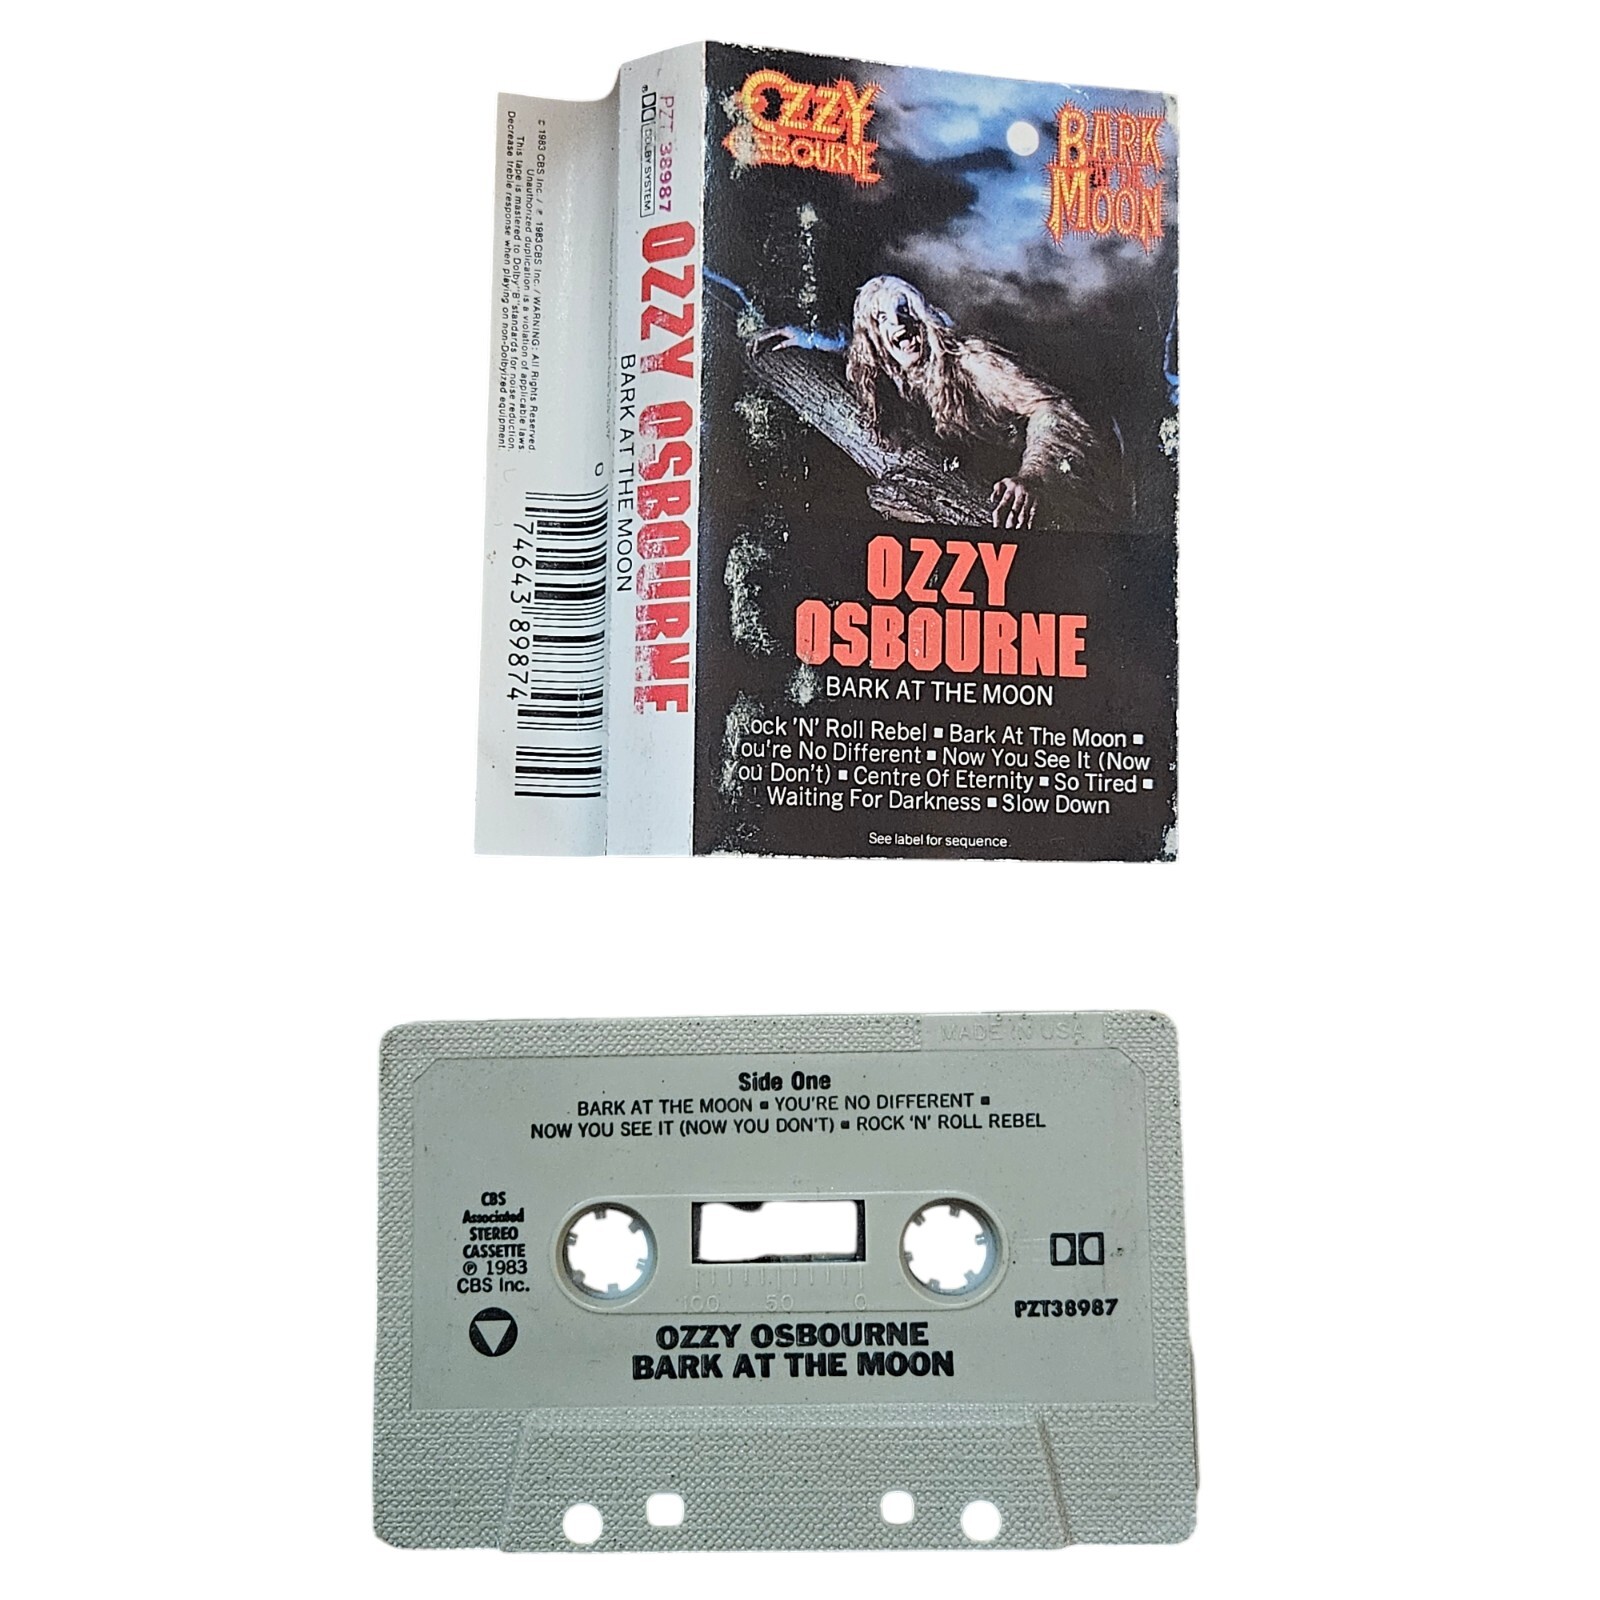 c 1983 CBS Inc. / ℗ 1983 CBS Inc. / WARNING: All Rights Reserved.
Unauthorized duplication is a violation of applicable laws
This tape is mastered to Dolby "B" standards for noise reduction.
Decrease treble response when playing on non-Dolbyized equipment.
0
74643 89874
PZT 38987
DOLBY SYSTEM
OZZY OSBOURNE
BARK AT THE MOON
OZZY
OSBOURNE
BARK
AT THE
MOON
OZZY
OSBOURNE
BARK AT THE MOON
Rock 'N' Roll Rebel ■ Bark At The Moon ■
You're No Different ■ Now You See It (Now
You Don't) ■ Centre Of Eternity ■ So Tired ■
Waiting For Darkness ■ Slow Down
See label for sequence.
MADE IN USA
Side One
BARK AT THE MOON ■ YOU'RE NO DIFFERENT ■
NOW YOU SEE IT (NOW YOU DON'T) ■ ROCK 'N' ROLL REBEL
CBS
Associated
STEREO
CASSETTE
℗ 1983
CBS Inc.
PZT38987
100 50 0
OZZY OSBOURNE
BARK AT THE MOON